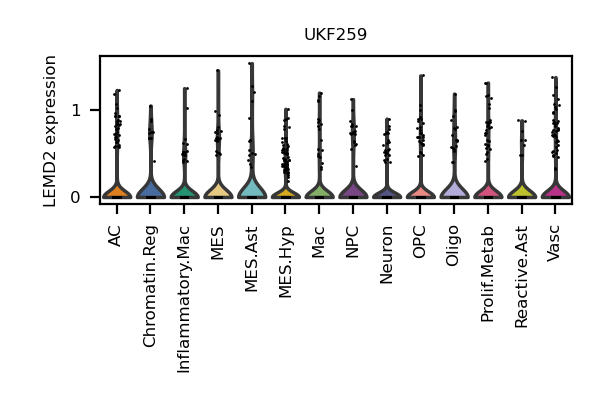 UKF259
LEMD2 expression
1
0
AC
Chromatin.Reg
Inflammatory.Mac
MES
MES.Ast
MES.Hyp
Mac
NPC
Neuron
OPC
Oligo
Prolif.Metab
Reactive.Ast
Vasc